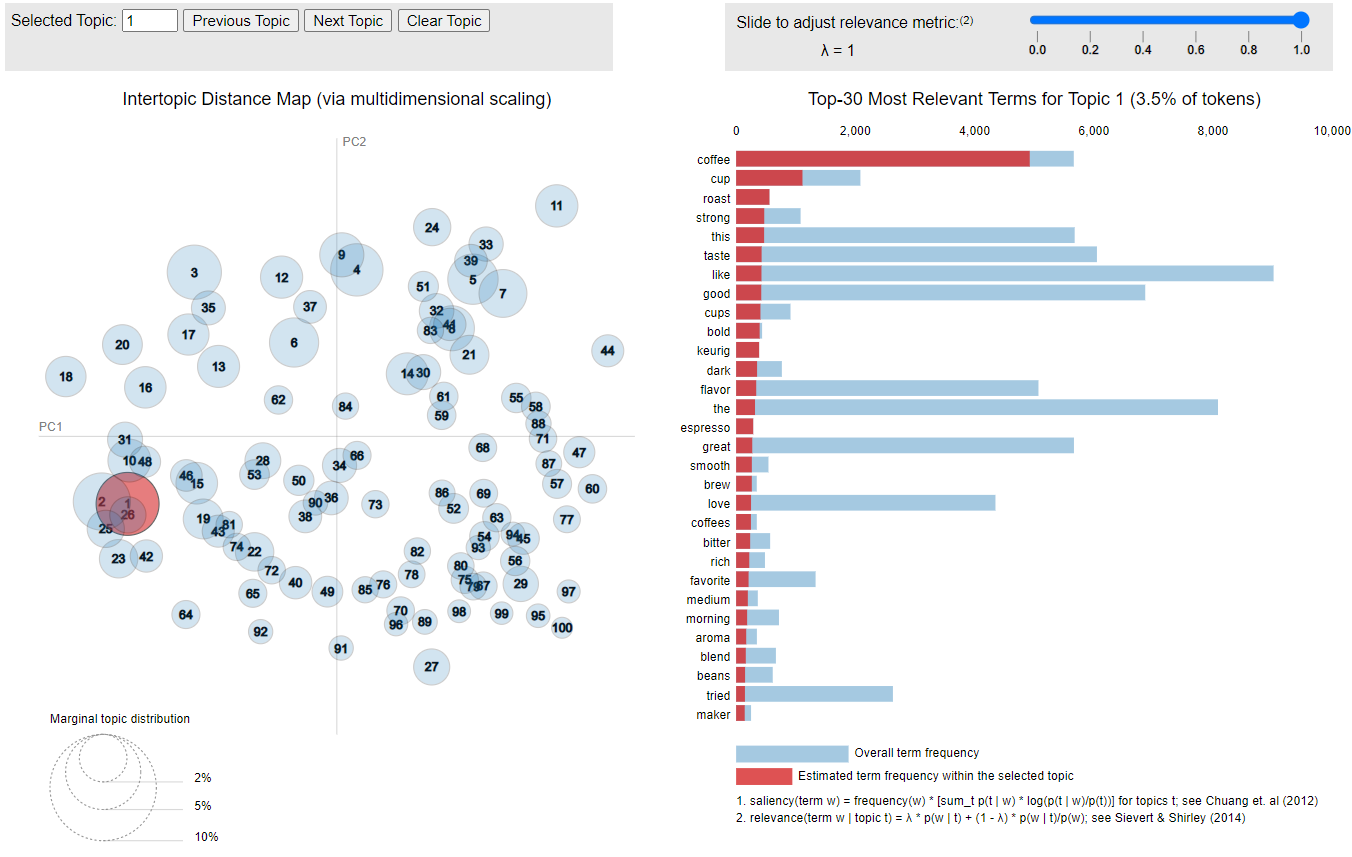 Selected Topic: 1 Previous Topic Next Topic Clear Topic
Slide to adjust relevance metric:(2)
λ = 1
0.0 0.2 0.4 0.6 0.8 1.0
Intertopic Distance Map (via multidimensional scaling)
PC2
PC1
11
24
33
9
39
3
12
4
5
7
51
35
37
32
41
8
83
17
6
20
21
44
13
14
30
18
16
61
55
62
84
58
59
88
31
71
68
47
66
10
48
28
34
87
46
53
15
50
57
60
86
69
2
1
90
36
73
52
26
38
63
19
77
25
81
43
54
94
45
74
93
22
82
23
42
80
56
72
78
40
75
79
67
29
65
49
85
76
97
64
70
98
99
95
96
89
92
100
91
27
Marginal topic distribution
2%
5%
10%
Top-30 Most Relevant Terms for Topic 1 (3.5% of tokens)
0 2,000 4,000 6,000 8,000 10,000
coffee
cup
roast
strong
this
taste
like
good
cups
bold
keurig
dark
flavor
the
espresso
great
smooth
brew
love
coffees
bitter
rich
favorite
medium
morning
aroma
blend
beans
tried
maker
Overall term frequency
Estimated term frequency within the selected topic
1. saliency(term w) = frequency(w) * [sum_t p(t | w) * log(p(t | w)/p(t))] for topics t; see Chuang et. al (2012)
2. relevance(term w | topic t) = λ * p(w | t) + (1 - λ) * p(w | t)/p(w); see Sievert & Shirley (2014)